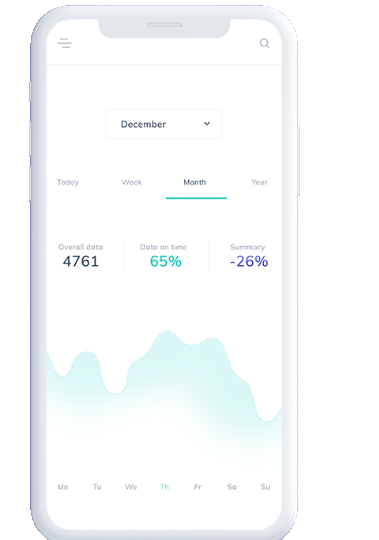 December
Today Week Month Year
Overall data Data on time Summary
4761 65% -26%
Mo Tu We Th Fr Sa Su